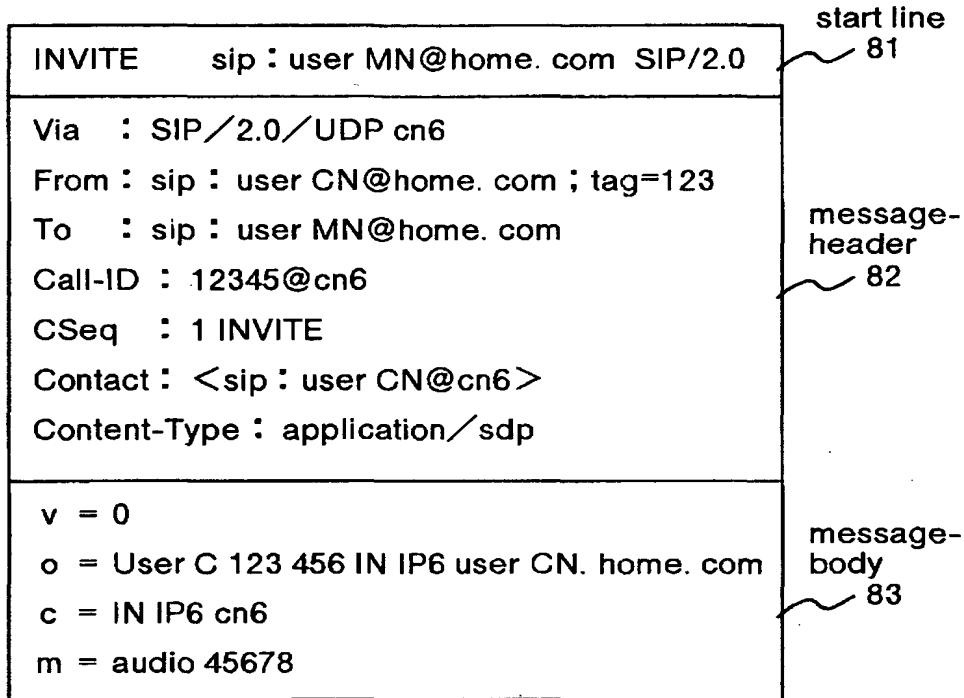 start line
81
INVITE sip : user MN@home. com SIP/2.0
Via : SIP/2.0/UDP cn6
From : sip : user CN@home. com ; tag=123
To : sip : user MN@home. com
Call-ID : 12345@cn6
CSeq : 1 INVITE
Contact : <sip : user CN@cn6>
Content-Type : application/sdp
message-
header
82
v = 0
o = User C 123 456 IN IP6 user CN. home. com
c = IN IP6 cn6
m = audio 45678
message-
body
83